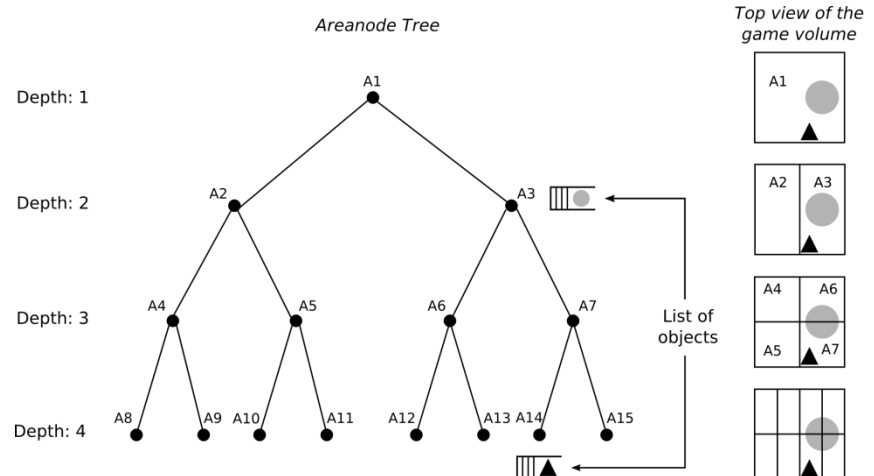 Areanode Tree
Top view of the
game volume
Depth: 1
A1
A1
Depth: 2
A2
A3
A2
A3
Depth: 3
A4
A5
A6
A7
List of
objects
A4
A6
A5
A7
Depth: 4
A8
A9
A10
A11
A12
A13
A14
A15